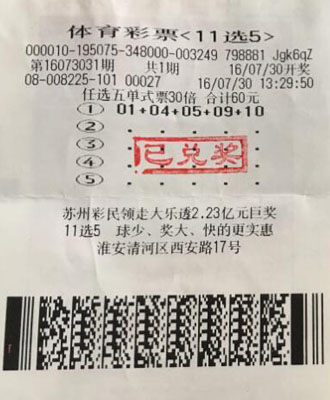 体育彩票<11选5>
000010-195075-348000-003249 798881 Jgk6qZ
第16073031期 共1期 16/07/30开奖
08-008225-101 00027 16/07/30 13:29:50
任选五单式票30倍 合计60元
① 01+04+05+09+10
②
③
④
⑤
已兑奖
苏州彩民领走大乐透2.23亿元巨奖
11选5 球少、奖大、快的更实惠
淮安清河区西安路17号